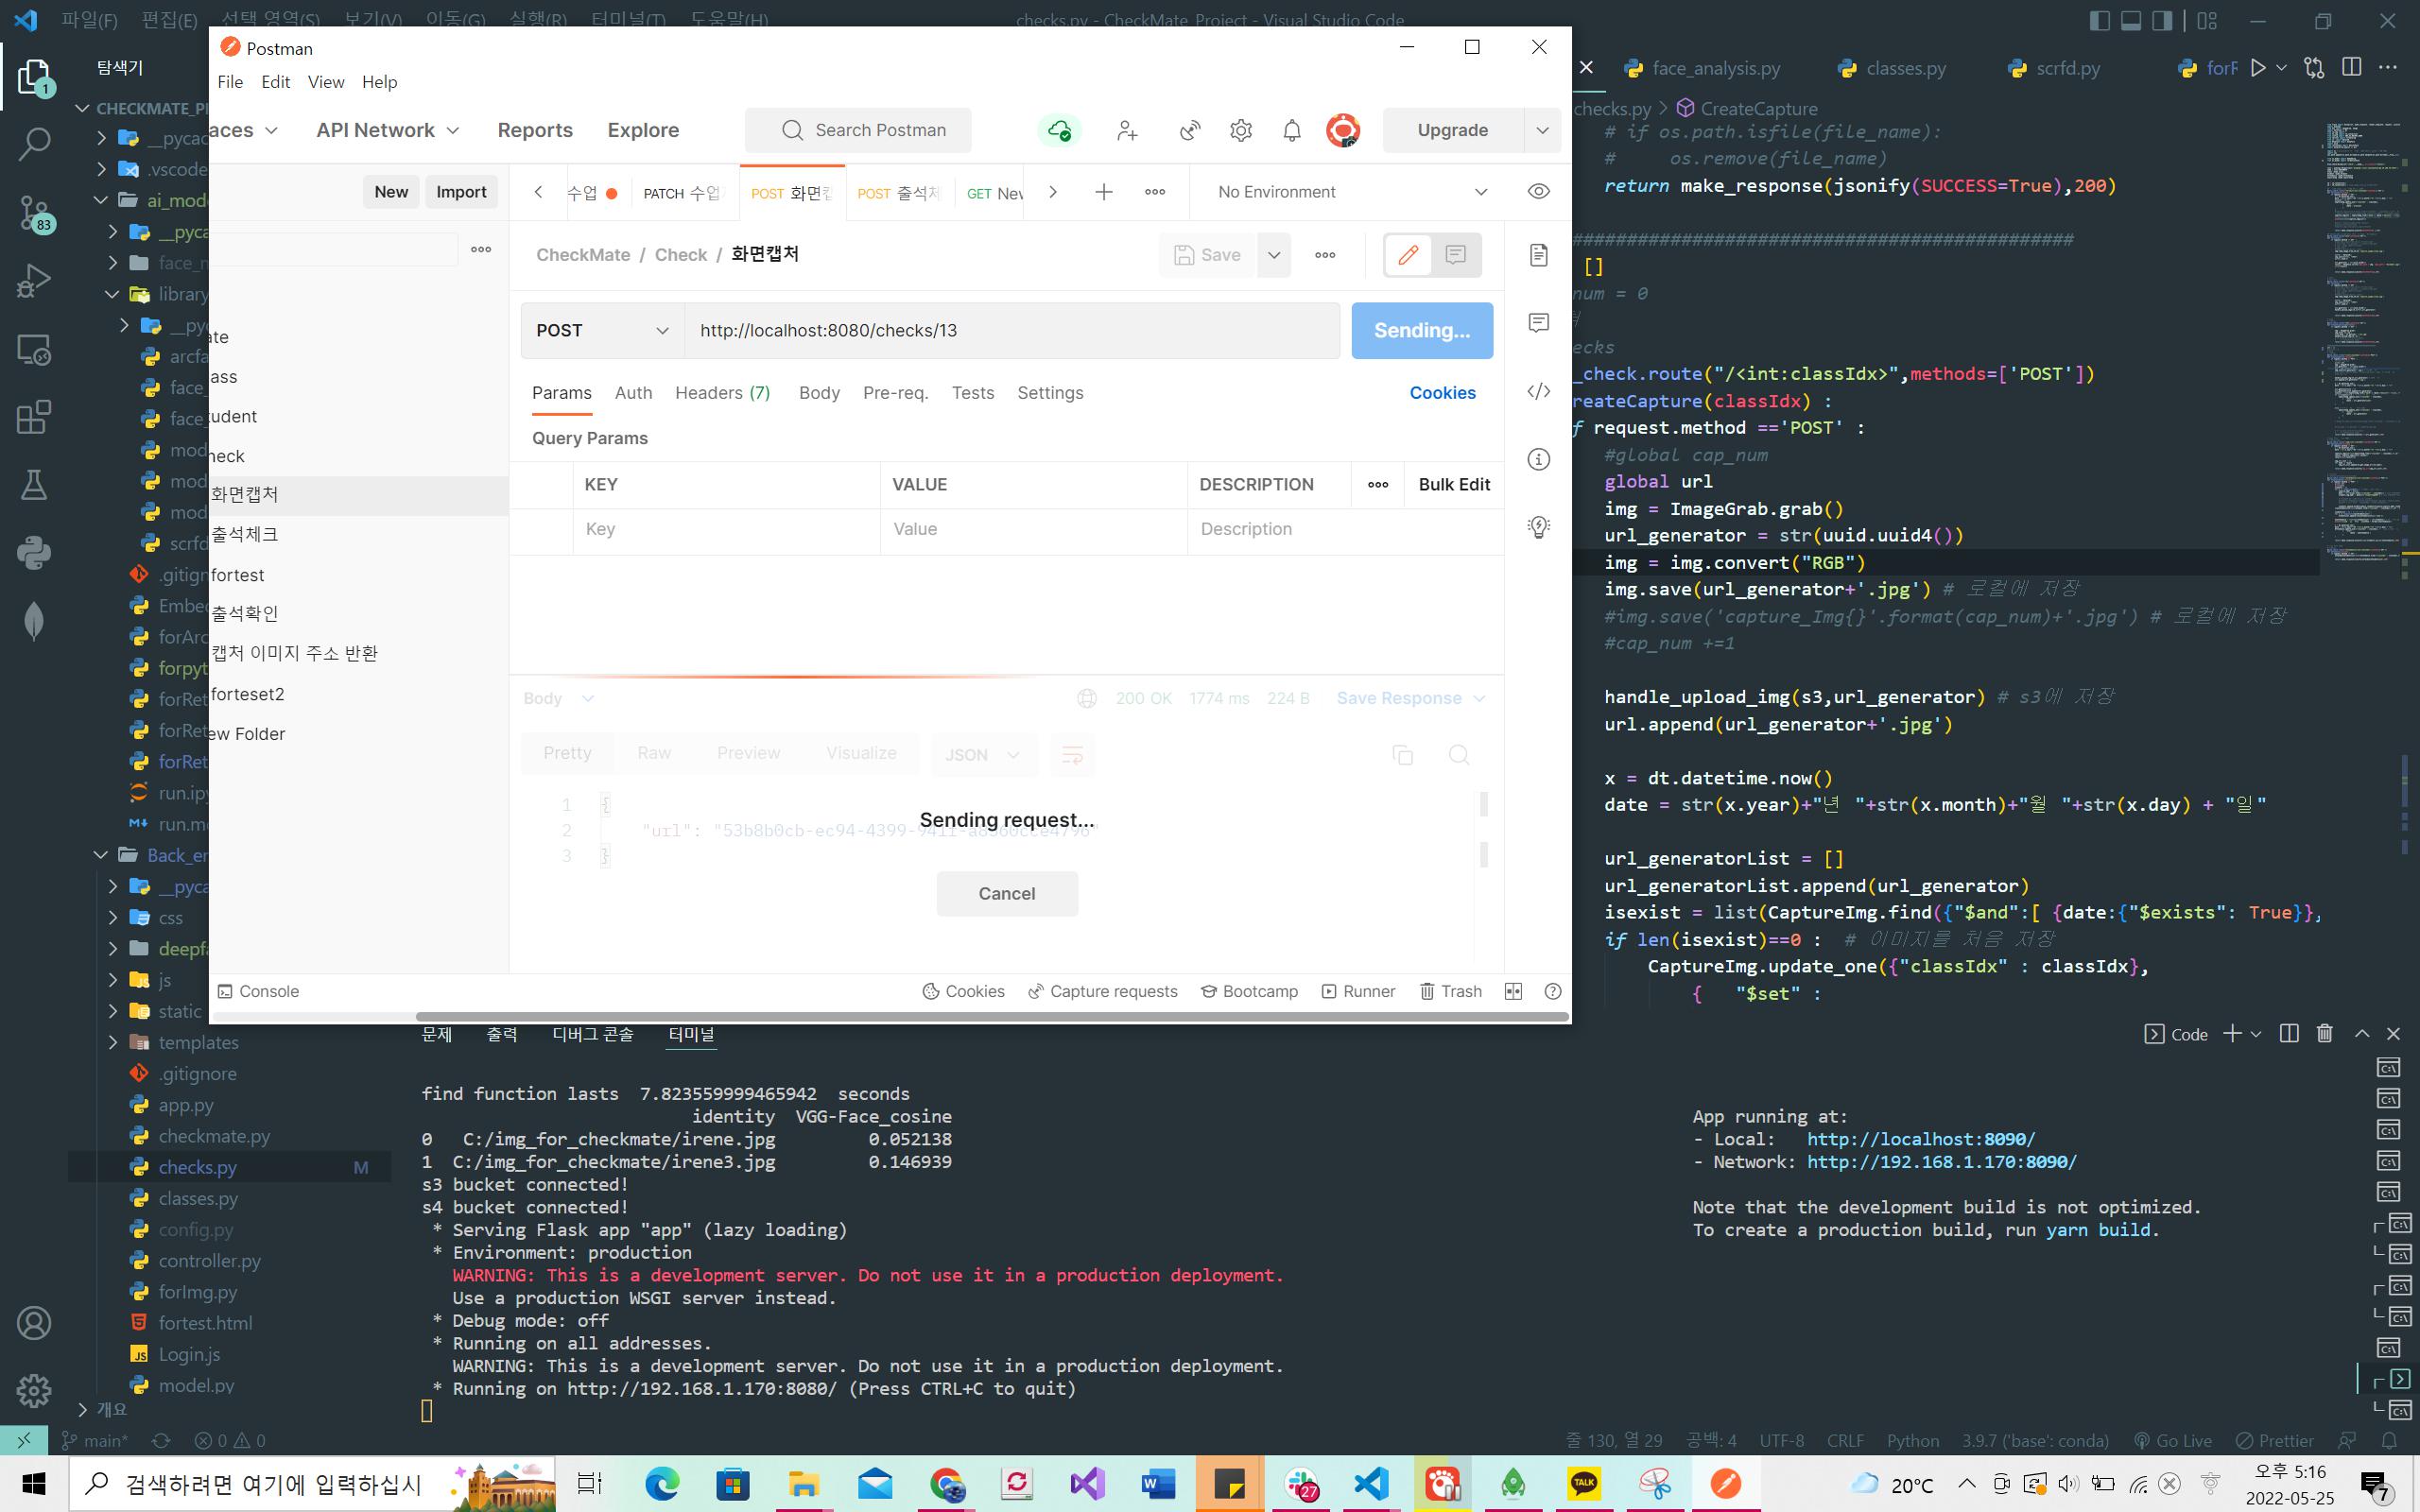 파일(F) 편집(E) 선택 영역(S) 보기(V) 이동(G) 실행(R) 터미널(T) 도움말(H)
checks.py - CheckMate_Project - Visual Studio Code
탐색기
1
83
Postman
File Edit View Help
aces API Network Reports Explore
Search Postman
Upgrade
New Import
수업 PATCH 수업 POST 화면캡 POST 출석체 GET Nev
No Environment
CheckMate / Check / 화면캡처
Save
POST http://localhost:8080/checks/13
Sending...
Params Auth Headers (7) Body Pre-req. Tests Settings
Cookies
Query Params
KEY VALUE DESCRIPTION Bulk Edit
Key Value Description
Body
200 OK 1774 ms 224 B Save Response
Pretty Raw Preview Visualize JSON
1 {
2 "url":
3 }
Sending request...
Cancel
Console
Cookies Capture requests Bootcamp Runner Trash
ate
ass
tudent
heck
화면캡처
출석체크
fortest
출석확인
캡처 이미지 주소 반환
forteset2
ew Folder
CHECKMATE_P
__pycac
.vscode
ai_mode
__pyca
face_n
library
__pyc
arcfa
face_
face_
mod
mod
mod
scrfd
.gitign
Embec
forArc
forpyt
forRet
forRet
forRet
run.ipy
run.m
Back_er
__pyca
css
deepfa
js
static
templates
.gitignore
app.py
checkmate.py
checks.py M
classes.py
config.py
controller.py
forImg.py
fortest.html
Login.js
model.py
개요
face_analysis.py classes.py scrfd.py forR
checks.py > CreateCapture
# if os.path.isfile(file_name):
# os.remove(file_name)
return make_response(jsonify(SUCCESS=True),200)
##############################################
[]
num = 0
처
ecks
_check.route("/<int:classIdx>",methods=['POST'])
reateCapture(classIdx) :
f request.method =='POST' :
#global cap_num
global url
img = ImageGrab.grab()
url_generator = str(uuid.uuid4())
img = img.convert("RGB")
img.save(url_generator+'.jpg') # 로컬에 저장
#img.save('capture_Img{}'.format(cap_num)+'.jpg') # 로컬에 저장
#cap_num +=1
handle_upload_img(s3,url_generator) # s3에 저장
url.append(url_generator+'.jpg')
x = dt.datetime.now()
date = str(x.year)+"년 "+str(x.month)+"월 "+str(x.day) + "일"
url_generatorList = []
url_generatorList.append(url_generator)
isexist = list(CaptureImg.find({"$and":[ {date:{"$exists": True}},
if len(isexist)==0 : # 이미지를 처음 저장
CaptureImg.update_one({"classIdx" : classIdx},
{ "$set" :
문제 출력 디버그 콘솔 터미널
Code
find function lasts 7.823559999465942 seconds
identity VGG-Face_cosine
0 C:/img_for_checkmate/irene.jpg 0.052138
1 C:/img_for_checkmate/irene3.jpg 0.146939
s3 bucket connected!
s4 bucket connected!
* Serving Flask app "app" (lazy loading)
* Environment: production
WARNING: This is a development server. Do not use it in a production deployment.
Use a production WSGI server instead.
* Debug mode: off
* Running on all addresses.
WARNING: This is a development server. Do not use it in a production deployment.
* Running on http://192.168.1.170:8080/ (Press CTRL+C to quit)
App running at:
- Local: http://localhost:8090/
- Network: http://192.168.1.170:8090/
Note that the development build is not optimized.
To create a production build, run yarn build.
main* 0 0
줄 130, 열 29 공백: 4 UTF-8 CRLF Python 3.9.7 ('base': conda) Go Live Prettier
검색하려면 여기에 입력하십시
27
TALK
20°C
오후 5:16
2022-05-25
7